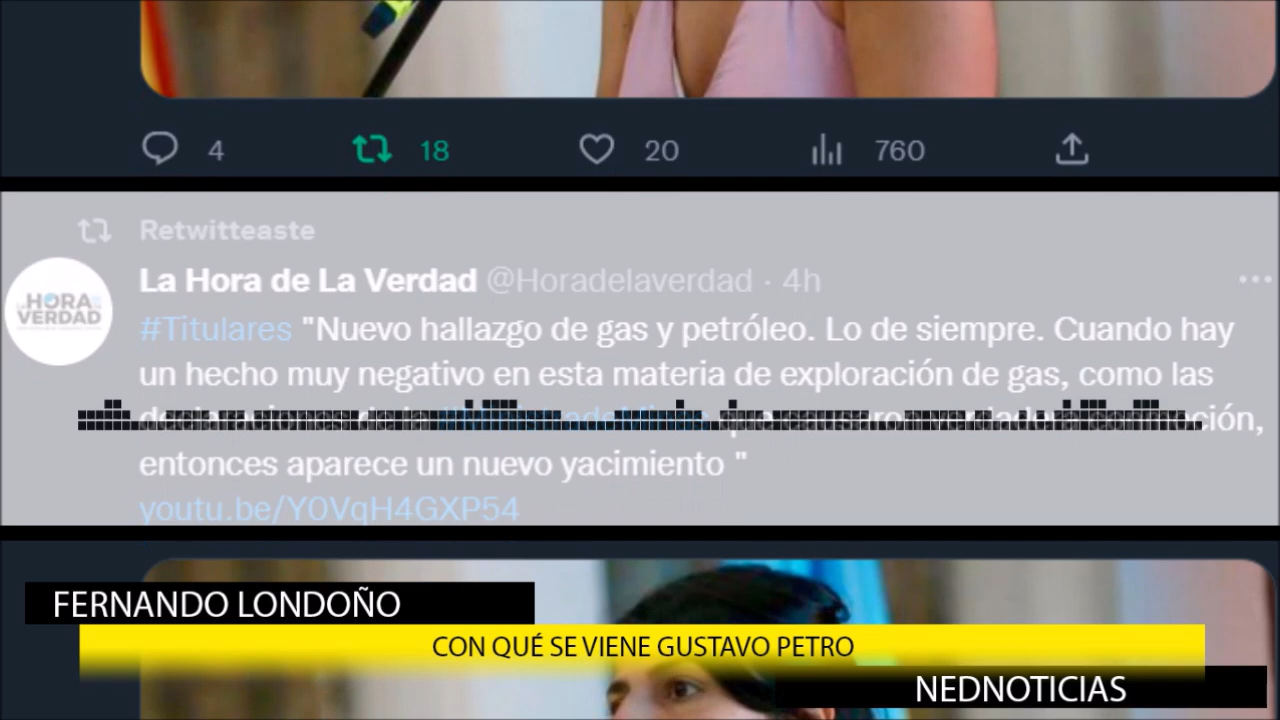 4 18 20 760
Retwitteaste
La Hora de La Verdad @Horadelaverdad · 4h
HORA
VERDAD
#Titulares "Nuevo hallazgo de gas y petróleo. Lo de siempre. Cuando hay
un hecho muy negativo en esta materia de exploración de gas, como las
entonces aparece un nuevo yacimiento "
youtu.be/Y0VqH4GXP54
FERNANDO LONDOÑO
CON QUÉ SE VIENE GUSTAVO PETRO
NEDNOTICIAS